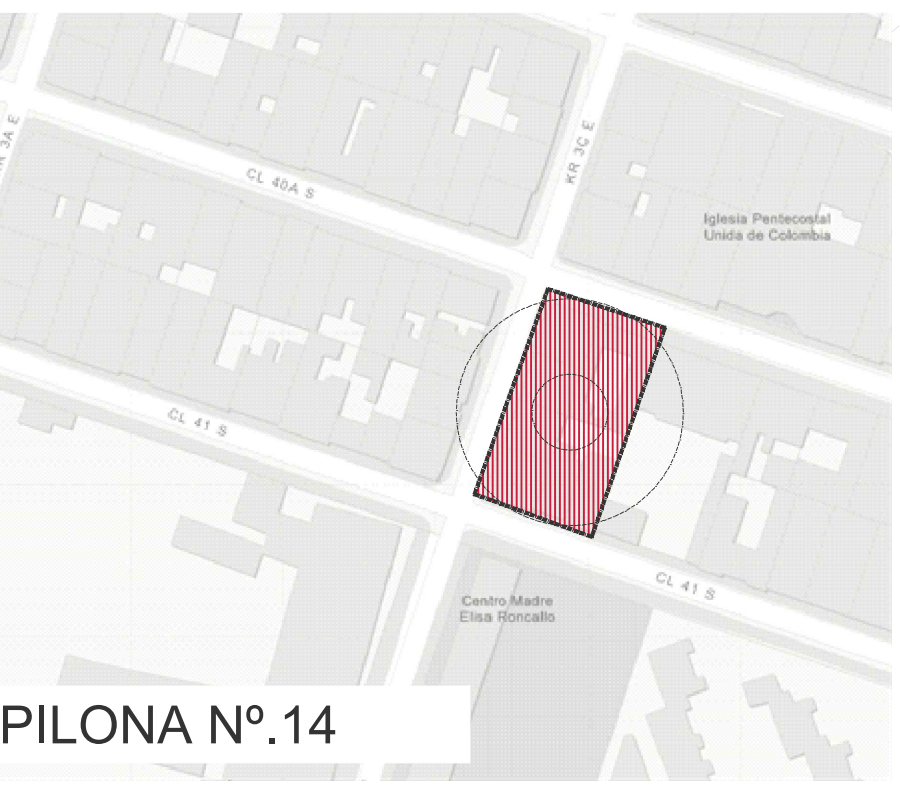 3A E
CL 40A S
KR 3C E
Iglesia Pentecostal
Unida de Colombia
CL 41 S
CL 41 S
Centro Madre
Elisa Roncallo
PILONA Nº.14